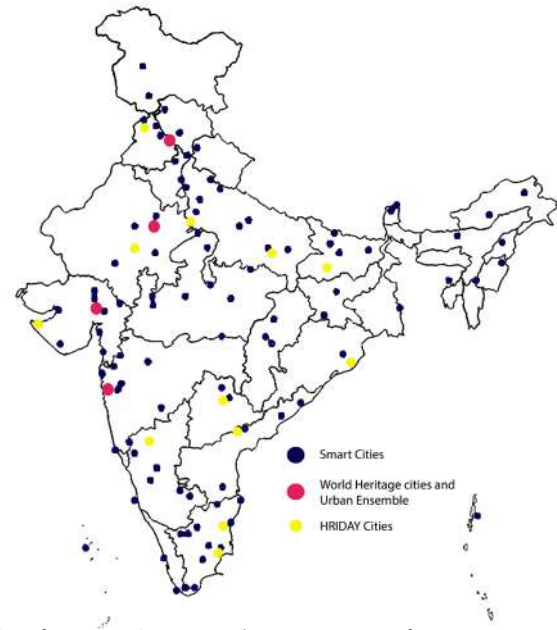 Smart Cities
World Heritage cities and
Urban Ensemble
HRIDAY Cities